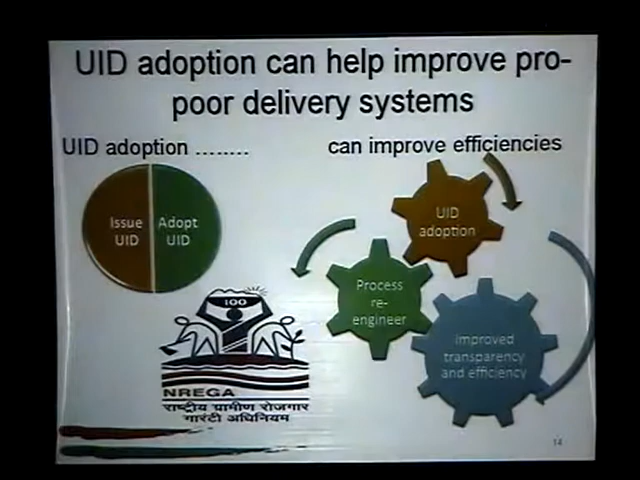 UID adoption can help improve pro-
poor delivery systems
UID adoption ........
can improve efficiencies
Issue
UID
Adopt
UID
UID
adoption
Process
re-
engineer
Improved
transparency
and efficiency
100
NREGA
राष्ट्रीय ग्रामीण रोजगार
गारंटी अधिनियम
14